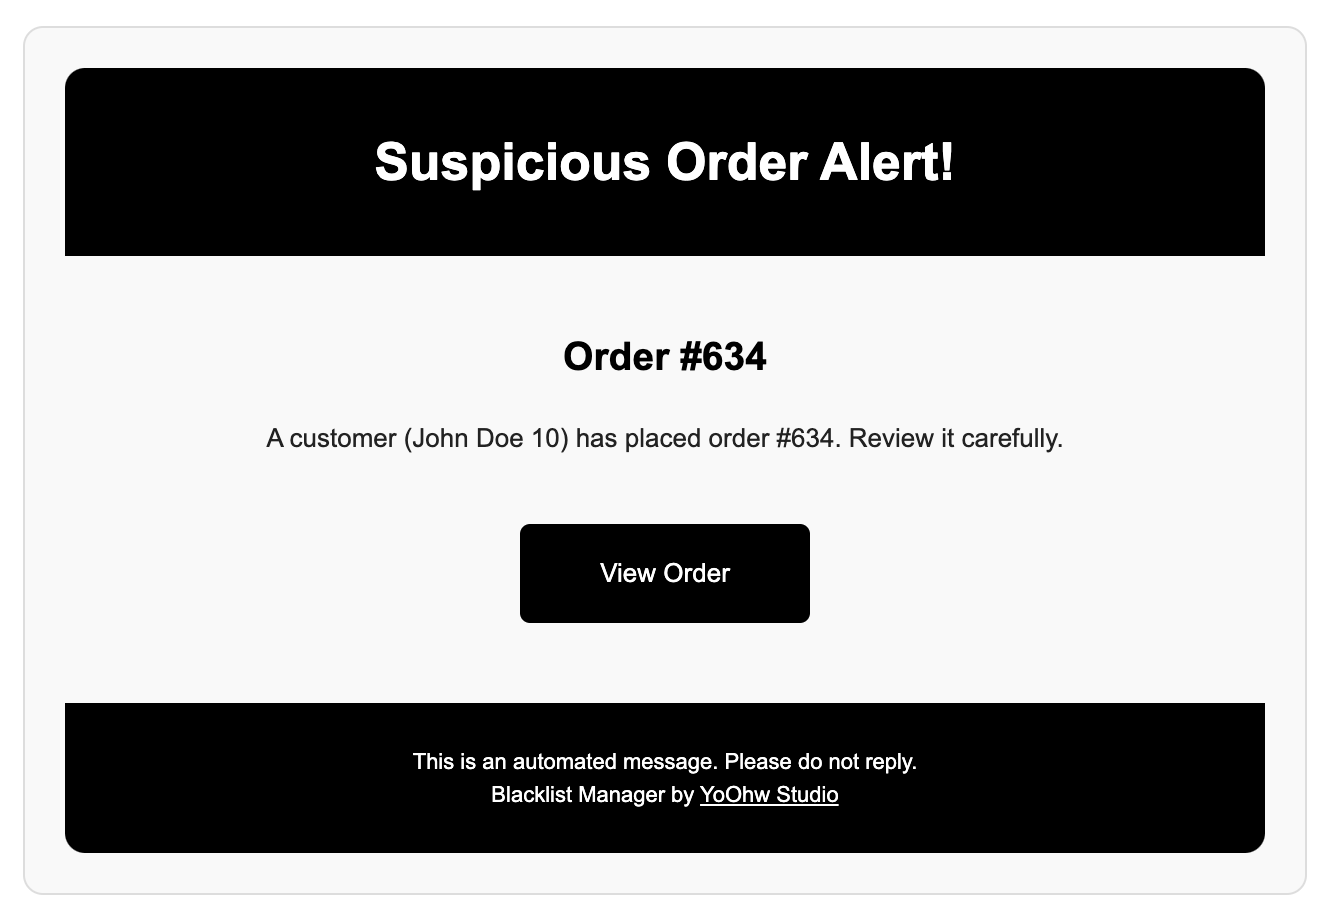 Suspicious Order Alert!
Order #634
A customer (John Doe 10) has placed order #634. Review it carefully.
View Order
This is an automated message. Please do not reply.
Blacklist Manager by YoOhw Studio